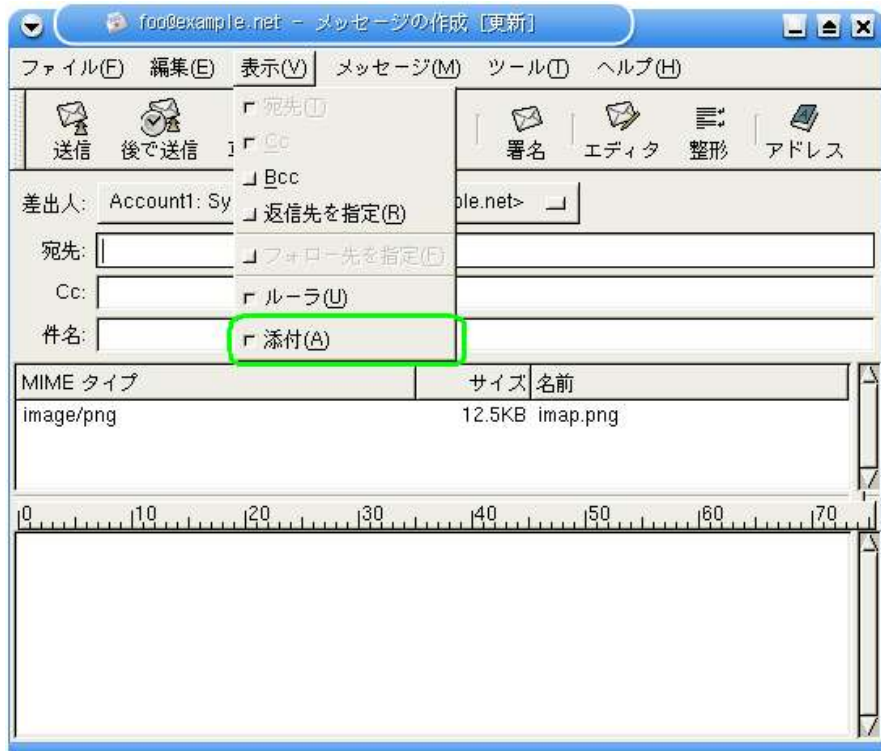 foo@example.net - メッセージの作成 [更新]
ファイル(F) 編集(E) 表示(V) メッセージ(M) ツール(T) ヘルプ(H)
送信 後で送信 署名 エディタ 整形 アドレス
宛先(T)
Cc
Bcc
返信先を指定(R)
フォロー先を指定(F)
ルーラ(U)
添付(A)
差出人: Account1: Sy ple.net>
宛先:
Cc:
件名:
MIME タイプ サイズ 名前
image/png 12.5KB imap.png
0 10 20 30 40 50 60 70